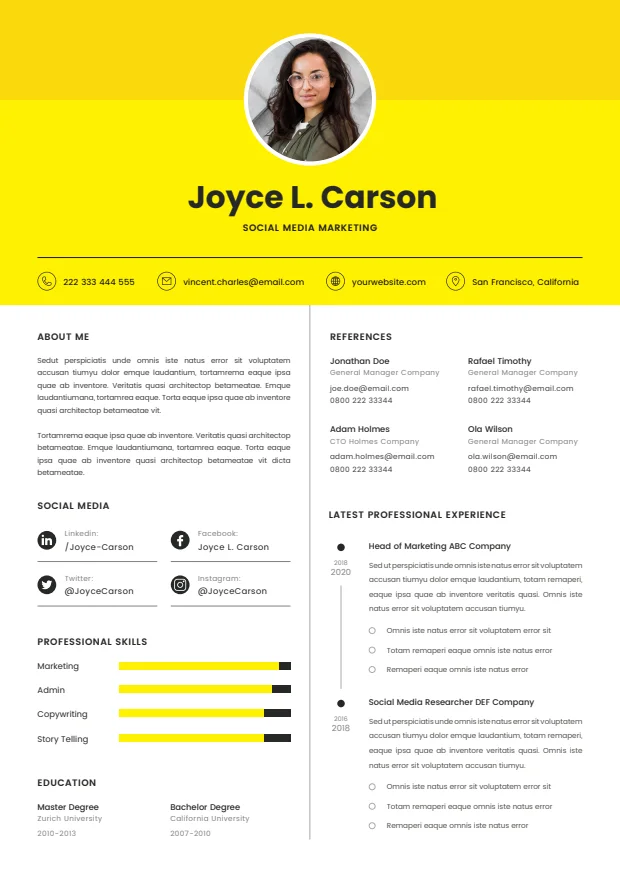 Joyce L. Carson
SOCIAL MEDIA MARKETING
222 333 444 555
vincent.charles@email.com
yourwebsite.com
San Francisco, California
ABOUT ME
Sedut perspiciatis unde omnis iste natus error sit voluptatem
accusan tiumyu dolor emque laudantium, tortamrema eaque ipsa
quae ab inventore. Veritatis quasi architectop betameatae. Emque
laudantiumana, tortamrea eaque. Torta eaque ipsa quae ab inventore
quasi architectop betameatae vit.
Tortamrema eaque ipsa quae ab inventore. Veritatis quasi architectop
betameatae. Emque laudantiumana, tortamrea eaque. Torta eaque
ipsa quae ab inventore quasi architectop betameatae vit dicta
betameatae.
SOCIAL MEDIA
Linkedin:
/Joyce-Carson
Facebook:
Joyce L. Carson
Twitter:
@JoyceCarson
Instagram:
@JoyceCarson
PROFESSIONAL SKILLS
Marketing
Admin
Copywriting
Story Telling
EDUCATION
Master Degree
Zurich University
2010-2013
Bachelor Degree
California University
2007-2010
REFERENCES
Jonathan Doe
General Manager Company
joe.doe@email.com
0800 222 33344
Rafael Timothy
General Manager Company
rafael.timothy@email.com
0800 222 33344
Adam Holmes
CTO Holmes Company
adam.holmes@email.com
0800 222 33344
Ola Wilson
General Manager Company
ola.wilson@email.com
0800 222 33344
LATEST PROFESSIONAL EXPERIENCE
2018
2020
Head of Marketing ABC Company
Sed ut perspiciatis unde omnis iste natus error sit voluptatem
accusan tiumyu dolor emque laudantium, totam remaperi,
eaque ipsa quae ab inventore veritatis quasi. Omnis iste
natus error sit voluptatem accusan tiumyu.
Omnis iste natus error sit voluptatem error sit
Totam remaperi eaque omnis iste natus error
Remaperi eaque omnis iste natus error
2016
2018
Social Media Researcher DEF Company
Sed ut perspiciatis unde omnis iste natus error sit voluptatem
accusan tiumyu dolor emque laudantium, totam remaperi,
eaque ipsa quae ab inventore veritatis quasi. Omnis iste
natus error sit voluptatem accusan tiumyu.
Omnis iste natus error sit voluptatem error sit
Totam remaperi eaque omnis iste natus error
Remaperi eaque omnis iste natus error